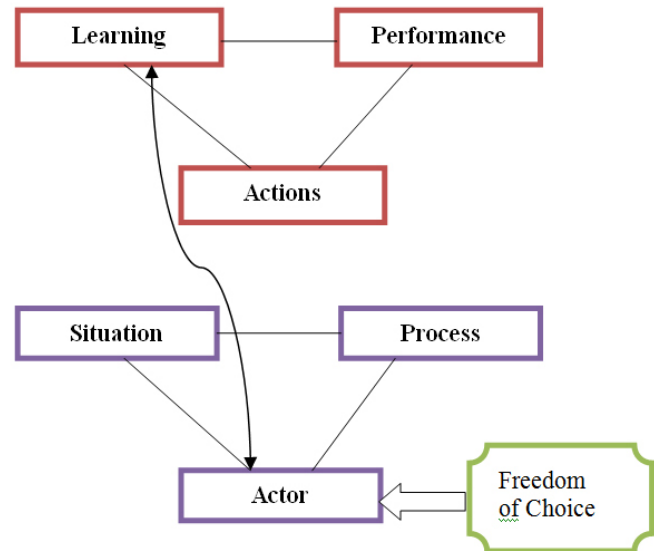 Learning
Performance
Actions
Situation
Process
Actor
Freedom
of Choice